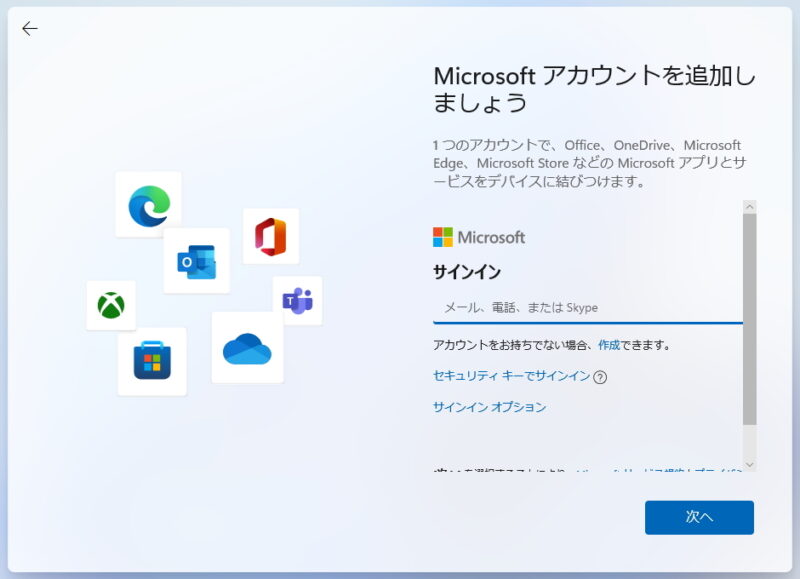 Microsoft アカウントを追加し
ましょう
1 つのアカウントで、Office、OneDrive、Microsoft
Edge、Microsoft Store などの Microsoft アプリとサ
ービスをデバイスに結びつけます。
Microsoft
サインイン
メール、電話、または Skype
アカウントをお持ちでない場合、作成できます。
セキュリティ キーでサインイン
サインイン オプション
次へ